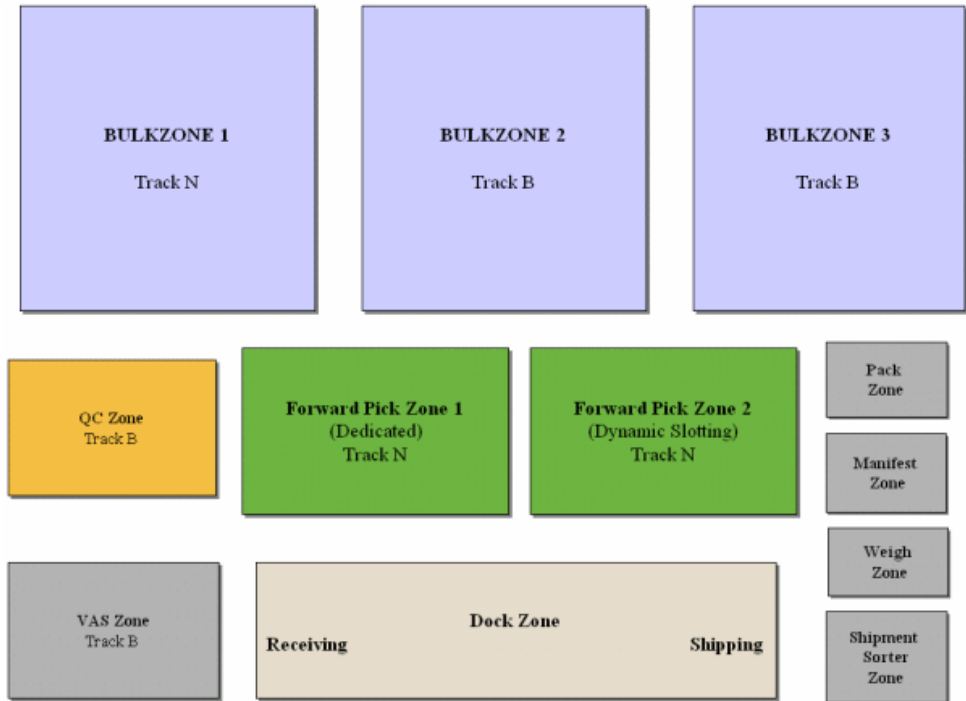 BULKZONE 1
Track N
BULKZONE 2
Track B
BULKZONE 3
Track B
QC Zone
Track B
Forward Pick Zone 1
(Dedicated)
Track N
Forward Pick Zone 2
(Dynamic Slotting)
Track N
Pack
Zone
Manifest
Zone
Weigh
Zone
VAS Zone
Track B
Dock Zone
Receiving
Shipping
Shipment
Sorter
Zone